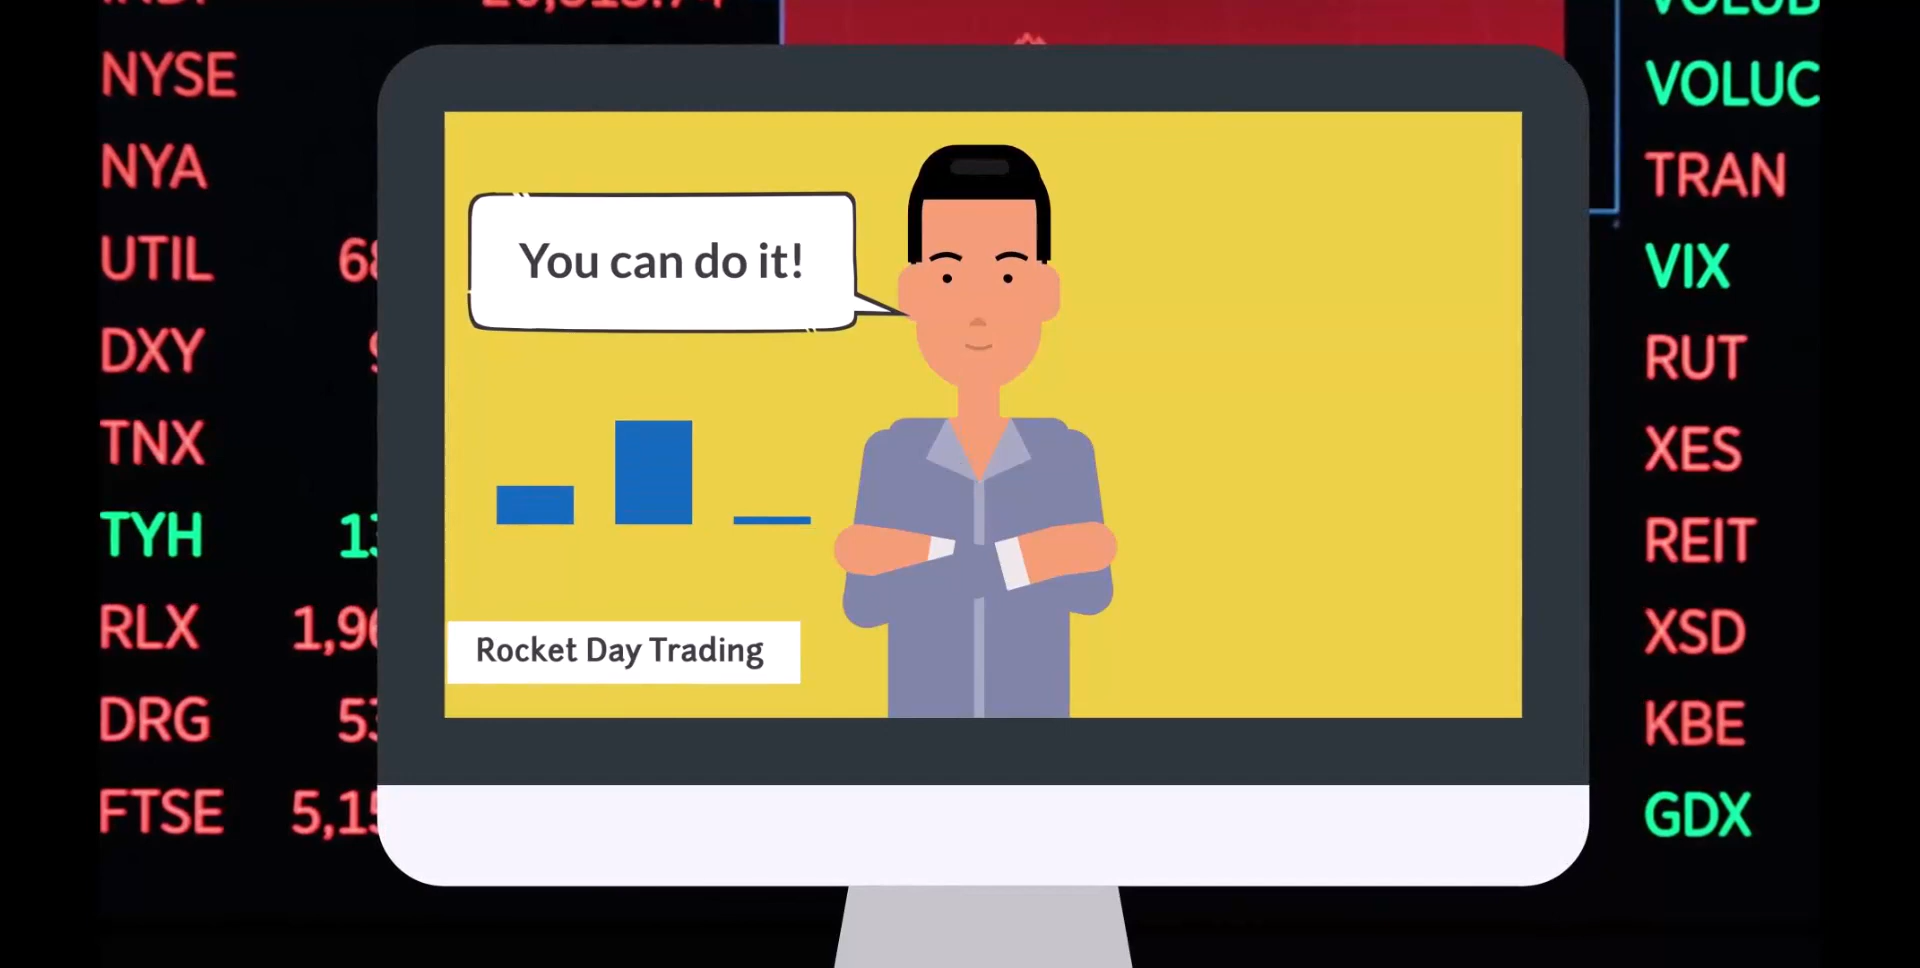 NYSE
NYA
UTIL
DXY
TNX
TYH
RLX
DRG
FTSE
You can do it!
Rocket Day Trading
VOLUC
TRAN
VIX
RUT
XES
REIT
XSD
KBE
GDX